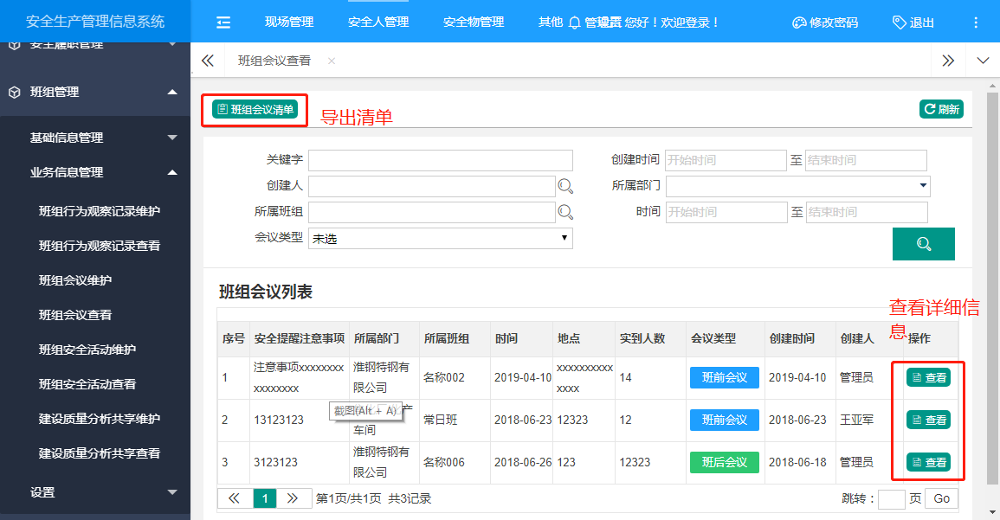 安全生产管理信息系统
现场管理 安全人管理 安全物管理 其他 管理员 您好！欢迎登录！ 修改密码 退出
安全履职管理
班组会议查看
班组管理
班组会议清单 导出清单 刷新
基础信息管理
业务信息管理
班组行为观察记录维护
班组行为观察记录查看
班组会议维护
班组会议查看
班组安全活动维护
班组安全活动查看
建设质量分析共享维护
建设质量分析共享查看
设置
关键字 创建时间 开始时间 至 结束时间
创建人 所属部门
所属班组 时间 开始时间 至 结束时间
会议类型 未选
班组会议列表
查看详细信
息
序号 安全提醒注意事项 所属部门 所属班组 时间 地点 实到人数 会议类型 创建时间 创建人 操作
1 注意事项xxxxxxxx
xxxxxxxx 淮钢特钢有
限公司 名称002 2019-04-10 xxxxxxxxxx
xxxx 14 班前会议 2019-04-10 管理员 查看
截图(Alt + A) 产
2 13123123 车间 常日班 2018-06-23 12323 12 班前会议 2018-06-23 王亚军 查看
3 3123123 淮钢特钢有
限公司 名称006 2018-06-26 123 12323 班后会议 2018-06-18 管理员 查看
1 第1页/共1页 共3记录 跳转： 页 Go